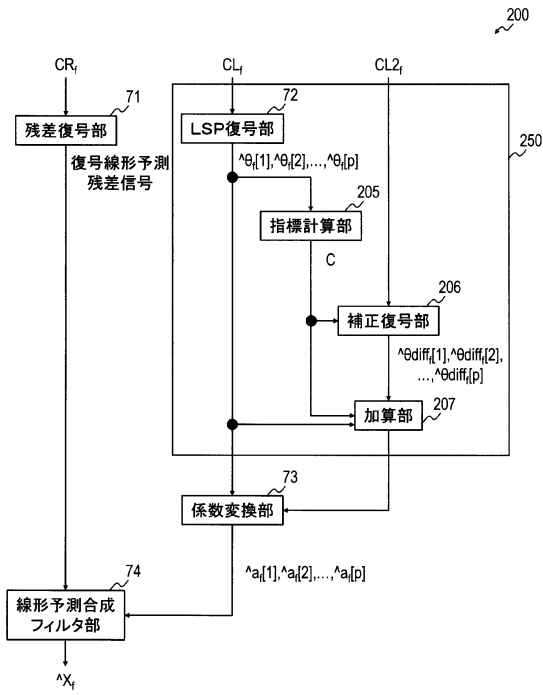 200
CRf
CLf
CL2f
71
残差復号部
72
LSP復号部
復号線形予測
残差信号
^θf[1],^θf[2],…,^θf[p]
250
205
指標計算部
C
206
補正復号部
^θdifff[1],^θdifff[2],
…,^θdifff[p]
加算部
207
73
係数変換部
^af[1],^af[2],…,^af[p]
74
線形予測合成
フィルタ部
^Xf